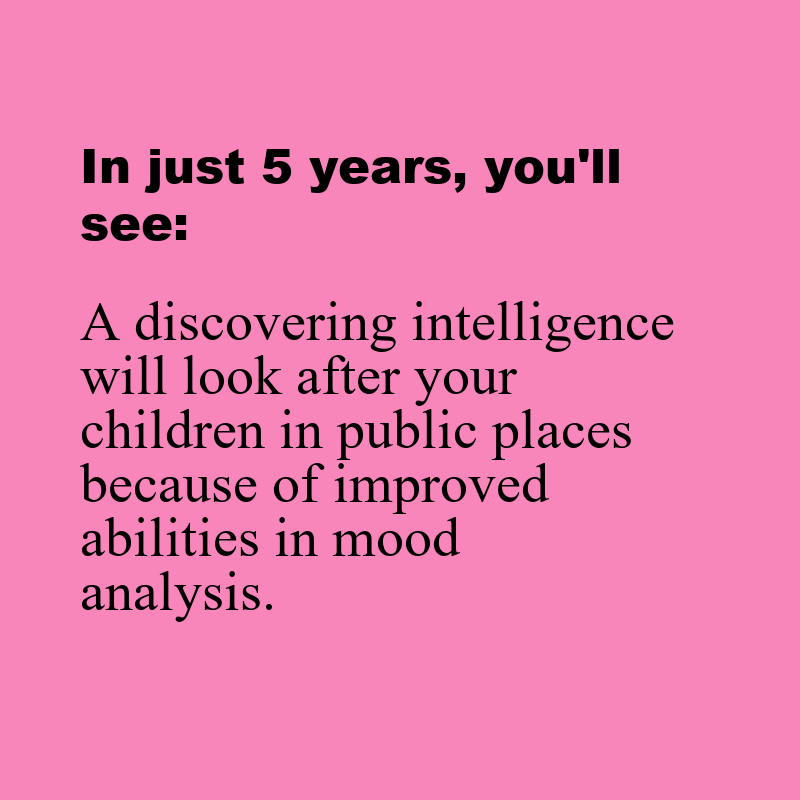 In just 5 years, you'll
see:
A discovering intelligence
will look after your
children in public places
because of improved
abilities in mood
analysis.